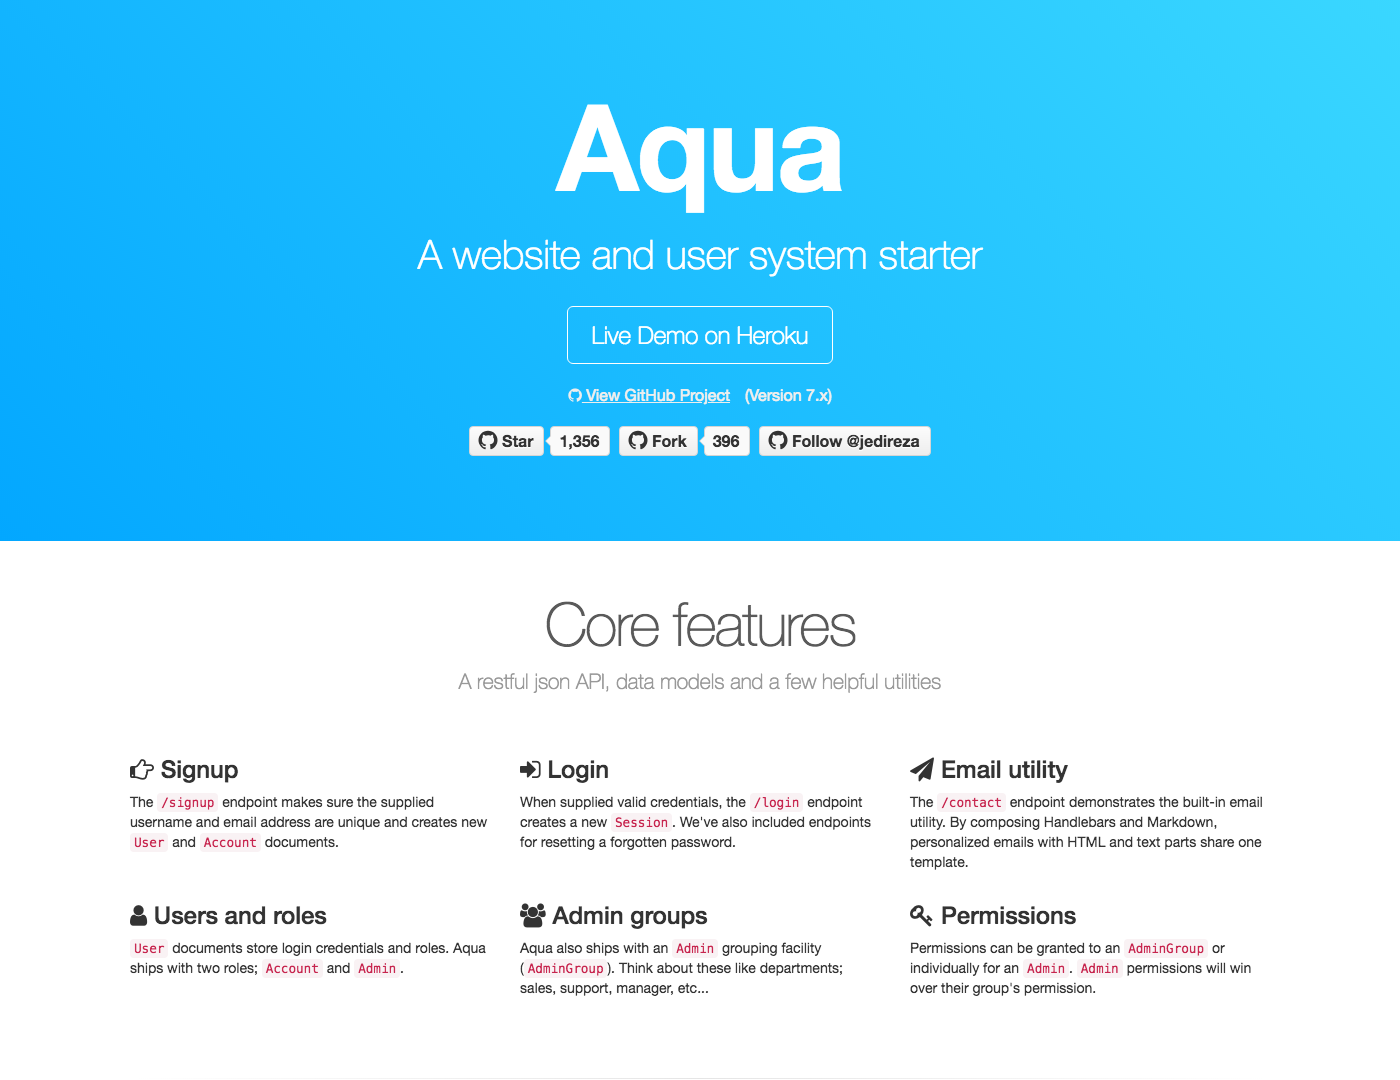 Aqua
A website and user system starter
Live Demo on Heroku
View GitHub Project (Version 7.x)
Star 1,356 Fork 396 Follow @jedireza
Core features
A restful json API, data models and a few helpful utilities
Signup
The /signup endpoint makes sure the supplied
username and email address are unique and creates new
User and Account documents.
Login
When supplied valid credentials, the /login endpoint
creates a new Session. We've also included endpoints
for resetting a forgotten password.
Email utility
The /contact endpoint demonstrates the built-in email
utility. By composing Handlebars and Markdown,
personalized emails with HTML and text parts share one
template.
Users and roles
User documents store login credentials and roles. Aqua
ships with two roles; Account and Admin.
Admin groups
Aqua also ships with an Admin grouping facility
(AdminGroup). Think about these like departments;
sales, support, manager, etc...
Permissions
Permissions can be granted to an AdminGroup or
individually for an Admin. Admin permissions will win
over their group's permission.